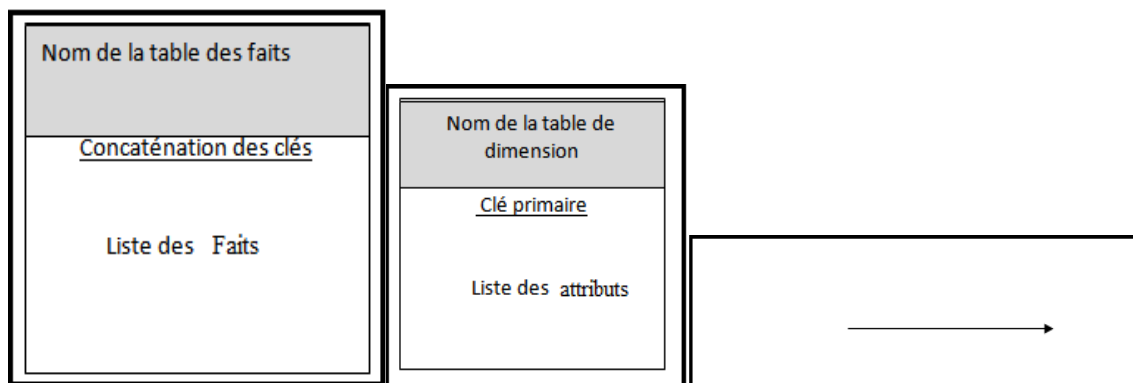 Nom de la table des faits
Concaténation des clés
Liste des Faits
Nom de la table de
dimension
Clé primaire
Liste des attributs